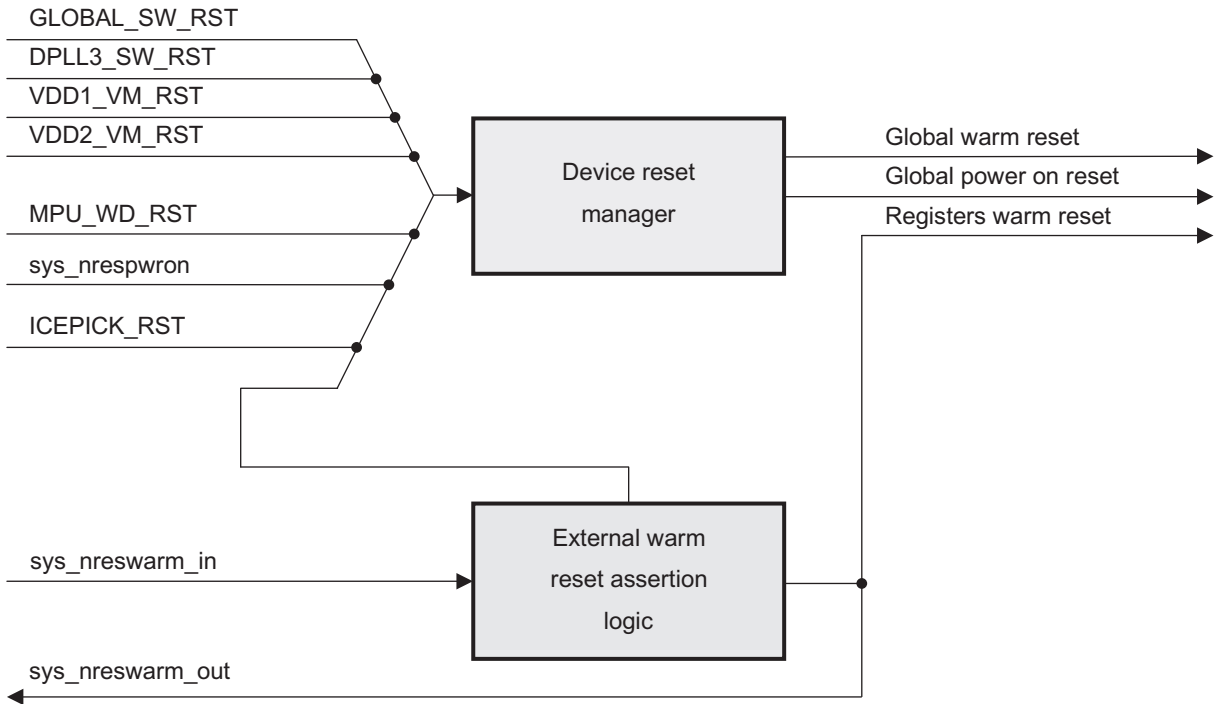 GLOBAL_SW_RST
DPLL3_SW_RST
VDD1_VM_RST
VDD2_VM_RST
MPU_WD_RST
sys_nrespwron
ICEPICK_RST
Device reset
manager
Global warm reset
Global power on reset
Registers warm reset
sys_nreswarm_in
External warm
reset assertion
logic
sys_nreswarm_out